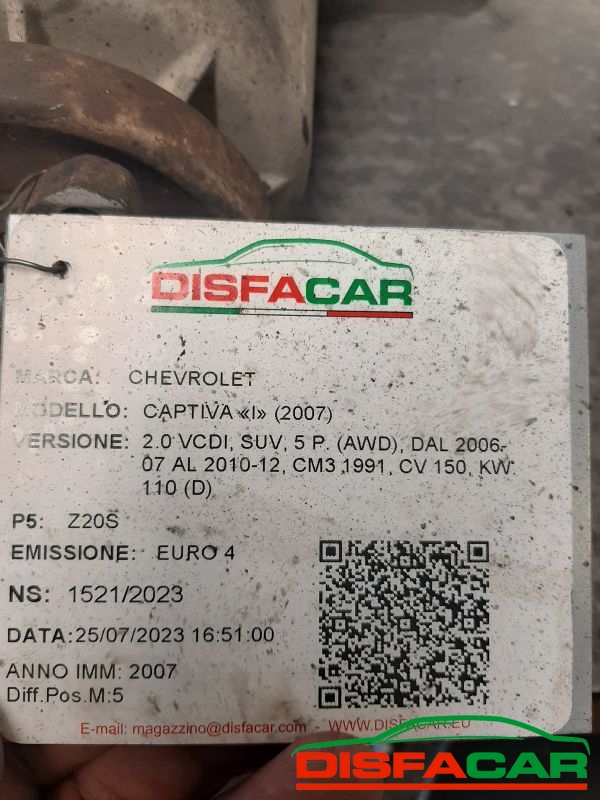 DISFACAR
MARCA: CHEVROLET
MODELLO: CAPTIVA «I» (2007)
VERSIONE: 2.0 VCDI, SUV, 5 P. (AWD), DAL 2006-
07 AL 2010-12, CM3 1991, CV 150, KW
110 (D)
P5: Z20S
EMISSIONE: EURO 4
NS: 1521/2023
DATA:25/07/2023 16:51:00
ANNO IMM: 2007
Diff.Pos.M:5
E-mail: magazzino@disfacar.com - WWW.DISFACAR.EU
DISFACAR